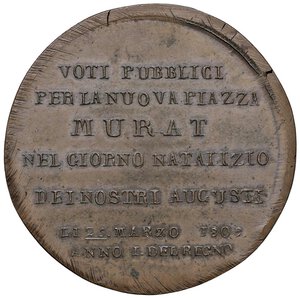 VOTI PUBBLICI
PER LA NUOVA PIAZZA
MURAT
NEL GIORNO NATALIZIO
DEI NOSTRI AUGUSTI
LI 25 MARZO 1809
ANNO I. DEL REGNO